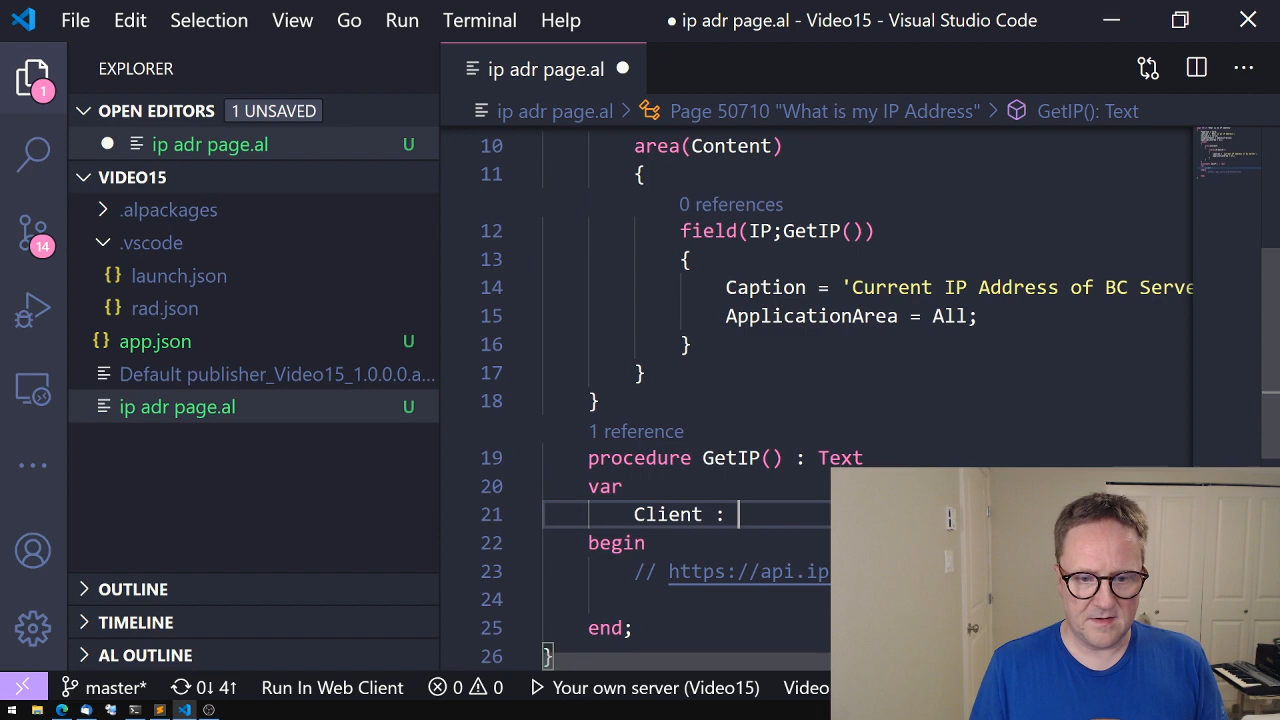 File Edit Selection View Go Run Terminal Help ● ip adr page.al - Video15 - Visual Studio Code
EXPLORER
OPEN EDITORS 1 UNSAVED
ip adr page.al U
VIDEO15
.alpackages
.vscode
{} launch.json
{} rad.json
{} app.json U
Default publisher_Video15_1.0.0.0.a...
ip adr page.al U
OUTLINE
TIMELINE
AL OUTLINE
1
14
ip adr page.al ●
ip adr page.al > Page 50710 "What is my IP Address" > GetIP(): Text
10 area(Content)
11 {
0 references
12 field(IP;GetIP())
13 {
14 Caption = 'Current IP Address of BC Serve
15 ApplicationArea = All;
16 }
17 }
18 }
1 reference
19 procedure GetIP() : Text
20 var
21 Client :
22 begin
23 // https://api.ip
24
25 end;
26 }
master* 0↓ 4↑ Run In Web Client 0 0 Your own server (Video15) Video